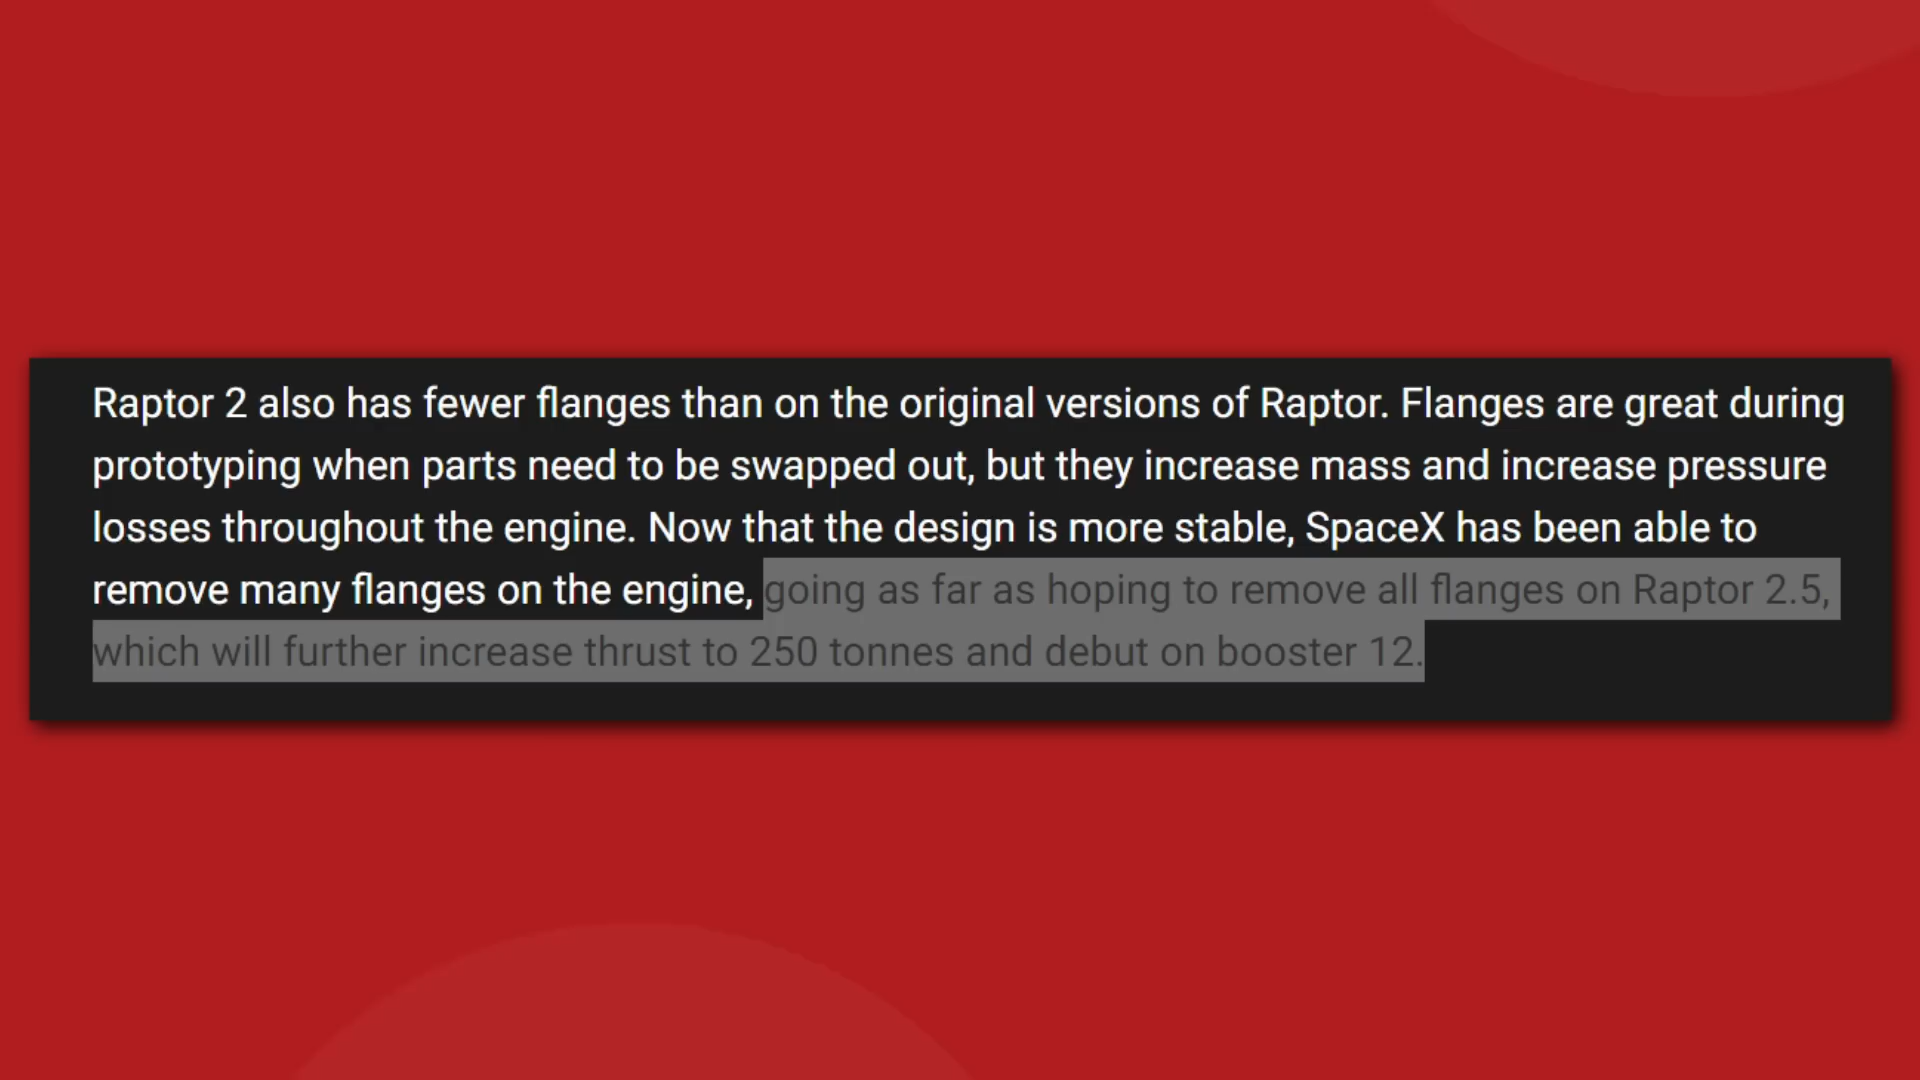 Raptor 2 also has fewer flanges than on the original versions of Raptor. Flanges are great during
prototyping when parts need to be swapped out, but they increase mass and increase pressure
losses throughout the engine. Now that the design is more stable, SpaceX has been able to
remove many flanges on the engine, going as far as hoping to remove all flanges on Raptor 2.5,
which will further increase thrust to 250 tonnes and debut on booster 12.